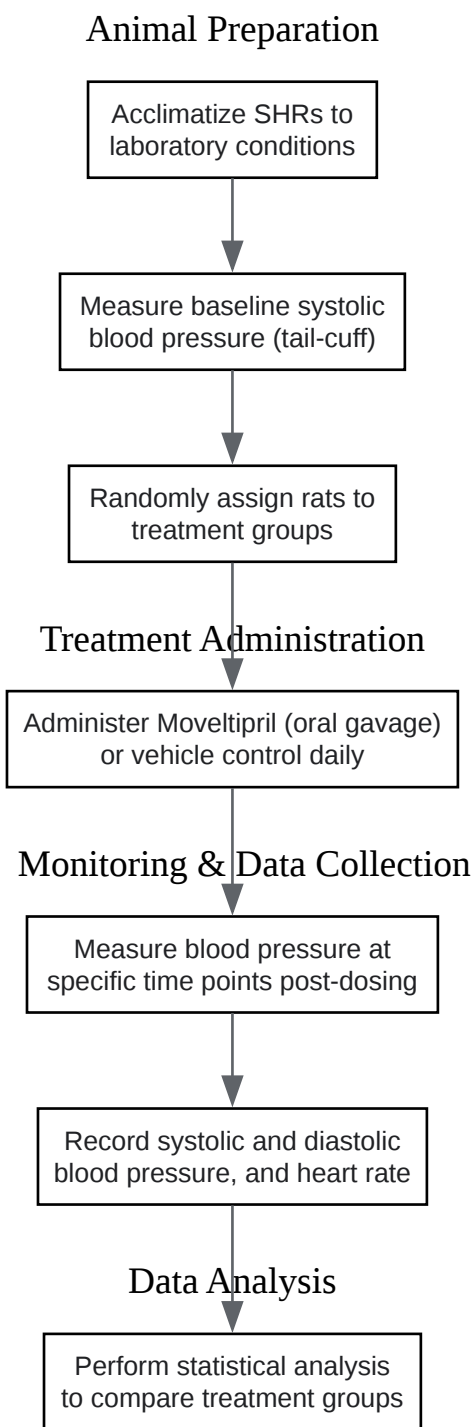 Animal Preparation
Acclimatize SHRs to
laboratory conditions
Measure baseline systolic
blood pressure (tail-cuff)
Randomly assign rats to
treatment groups
Treatment Administration
Administer Moveltipril (oral gavage)
or vehicle control daily
Monitoring & Data Collection
Measure blood pressure at
specific time points post-dosing
Record systolic and diastolic
blood pressure, and heart rate
Data Analysis
Perform statistical analysis
to compare treatment groups